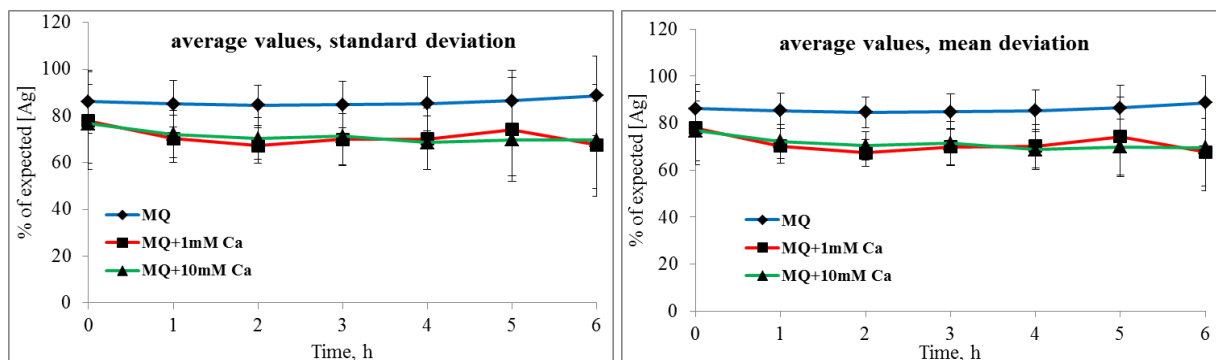 average values, standard deviation
% of expected [Ag]
120
100
80
60
40
20
0
MQ
MQ+1mM Ca
MQ+10mM Ca
0 1 2 3 4 5 6
Time, h
average values, mean deviation
% of expected [Ag]
120
100
80
60
40
20
0
MQ
MQ+1mM Ca
MQ+10mM Ca
0 1 2 3 4 5 6
Time, h